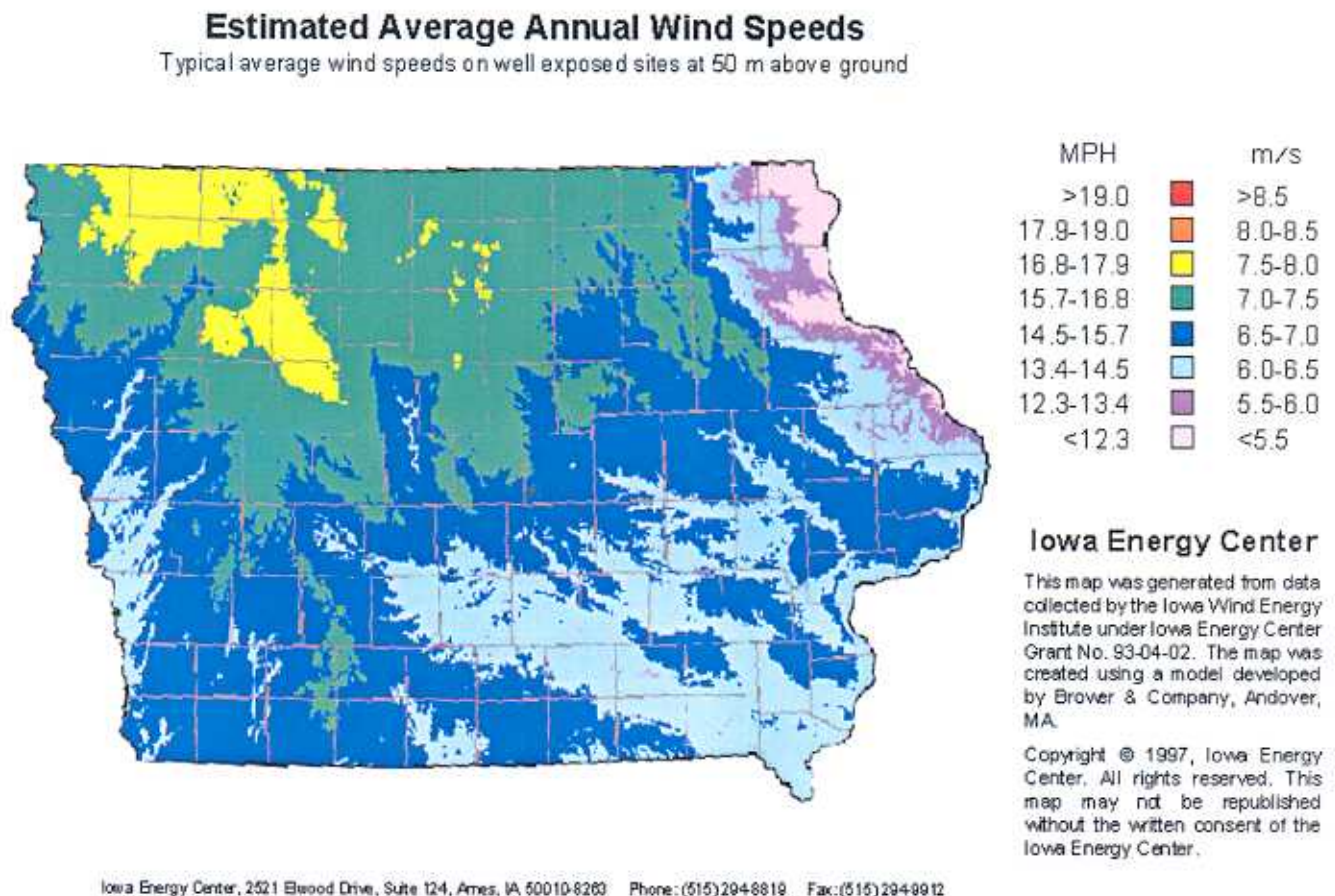 Estimated Average Annual Wind Speeds
Typical average wind speeds on well exposed sites at 50 m above ground
MPH m/s
>19.0 >8.5
17.9-19.0 8.0-8.5
16.8-17.9 7.5-8.0
15.7-16.8 7.0-7.5
14.5-15.7 6.5-7.0
13.4-14.5 6.0-6.5
12.3-13.4 5.5-6.0
<12.3 <5.5
Iowa Energy Center
This map was generated from data
collected by the Iowa Wind Energy
Institute under Iowa Energy Center
Grant No. 93-04-02. The map was
created using a model developed
by Brower & Company, Andover,
MA.
Copyright © 1997, Iowa Energy
Center. All rights reserved. This
map may not be republished
without the written consent of the
Iowa Energy Center.
Iowa Energy Center, 2521 Elwood Drive, Suite 124, Ames, IA 50010-8263 Phone: (515)294-8819 Fax: (515)294-9912